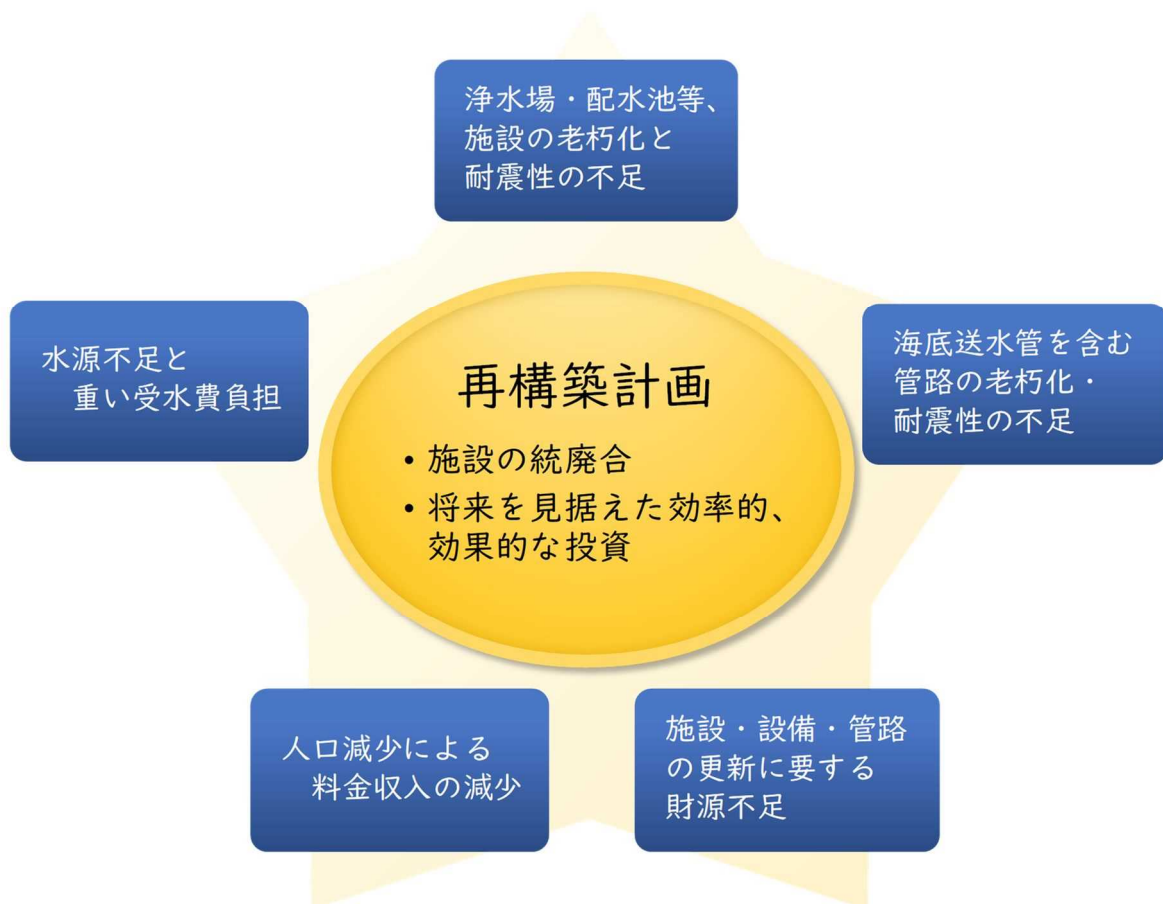 浄水場・配水池等、
施設の老朽化と
耐震性の不足
水源不足と
重い受水費負担
海底送水管を含む
管路の老朽化・
耐震性の不足
再構築計画
• 施設の統廃合
• 将来を見据えた効率的、
効果的な投資
人口減少による
料金収入の減少
施設・設備・管路
の更新に要する
財源不足